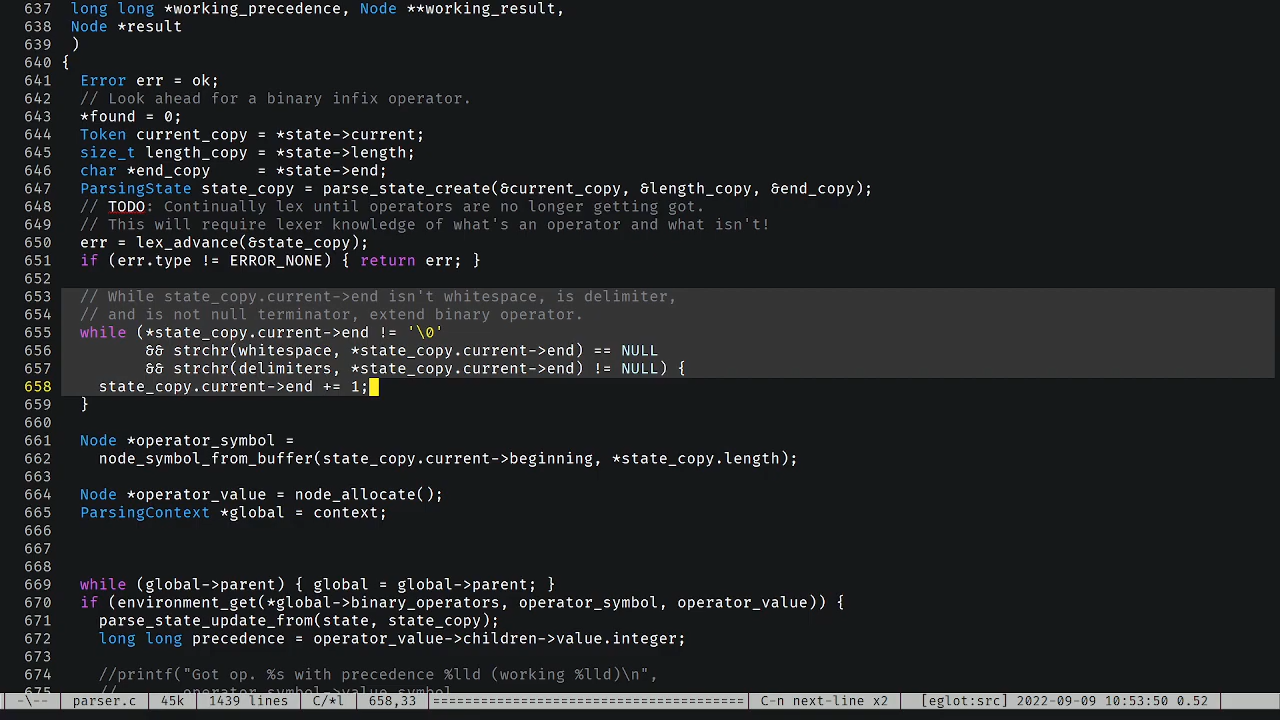 637 long long *working_precedence, Node **working_result,
638 Node *result
639 )
640 {
641 Error err = ok;
642 // Look ahead for a binary infix operator.
643 *found = 0;
644 Token current_copy = *state->current;
645 size_t length_copy = *state->length;
646 char *end_copy     = *state->end;
647 ParsingState state_copy = parse_state_create(&current_copy, &length_copy, &end_copy);
648 // TODO: Continually lex until operators are no longer getting got.
649 // This will require lexer knowledge of what's an operator and what isn't!
650 err = lex_advance(&state_copy);
651 if (err.type != ERROR_NONE) { return err; }
652
653 // While state_copy.current->end isn't whitespace, is delimiter,
654 // and is not null terminator, extend binary operator.
655 while (*state_copy.current->end != '\0'
656 && strchr(whitespace, *state_copy.current->end) == NULL
657 && strchr(delimiters, *state_copy.current->end) != NULL) {
658 state_copy.current->end += 1;
659 }
660
661 Node *operator_symbol =
662 node_symbol_from_buffer(state_copy.current->beginning, *state_copy.length);
663
664 Node *operator_value = node_allocate();
665 ParsingContext *global = context;
666
667
668
669 while (global->parent) { global = global->parent; }
670 if (environment_get(*global->binary_operators, operator_symbol, operator_value)) {
671 parse_state_update_from(state, state_copy);
672 long long precedence = operator_value->children->value.integer;
673
674 //printf("Got op. %s with precedence %lld (working %lld)\n",
675 // operator_symbol->value.symbol,
-\-- parser.c 45k 1439 lines C/*l 658,33 ============================== C-n next-line x2 [eglot:src] 2022-09-09 10:53:50 0.52